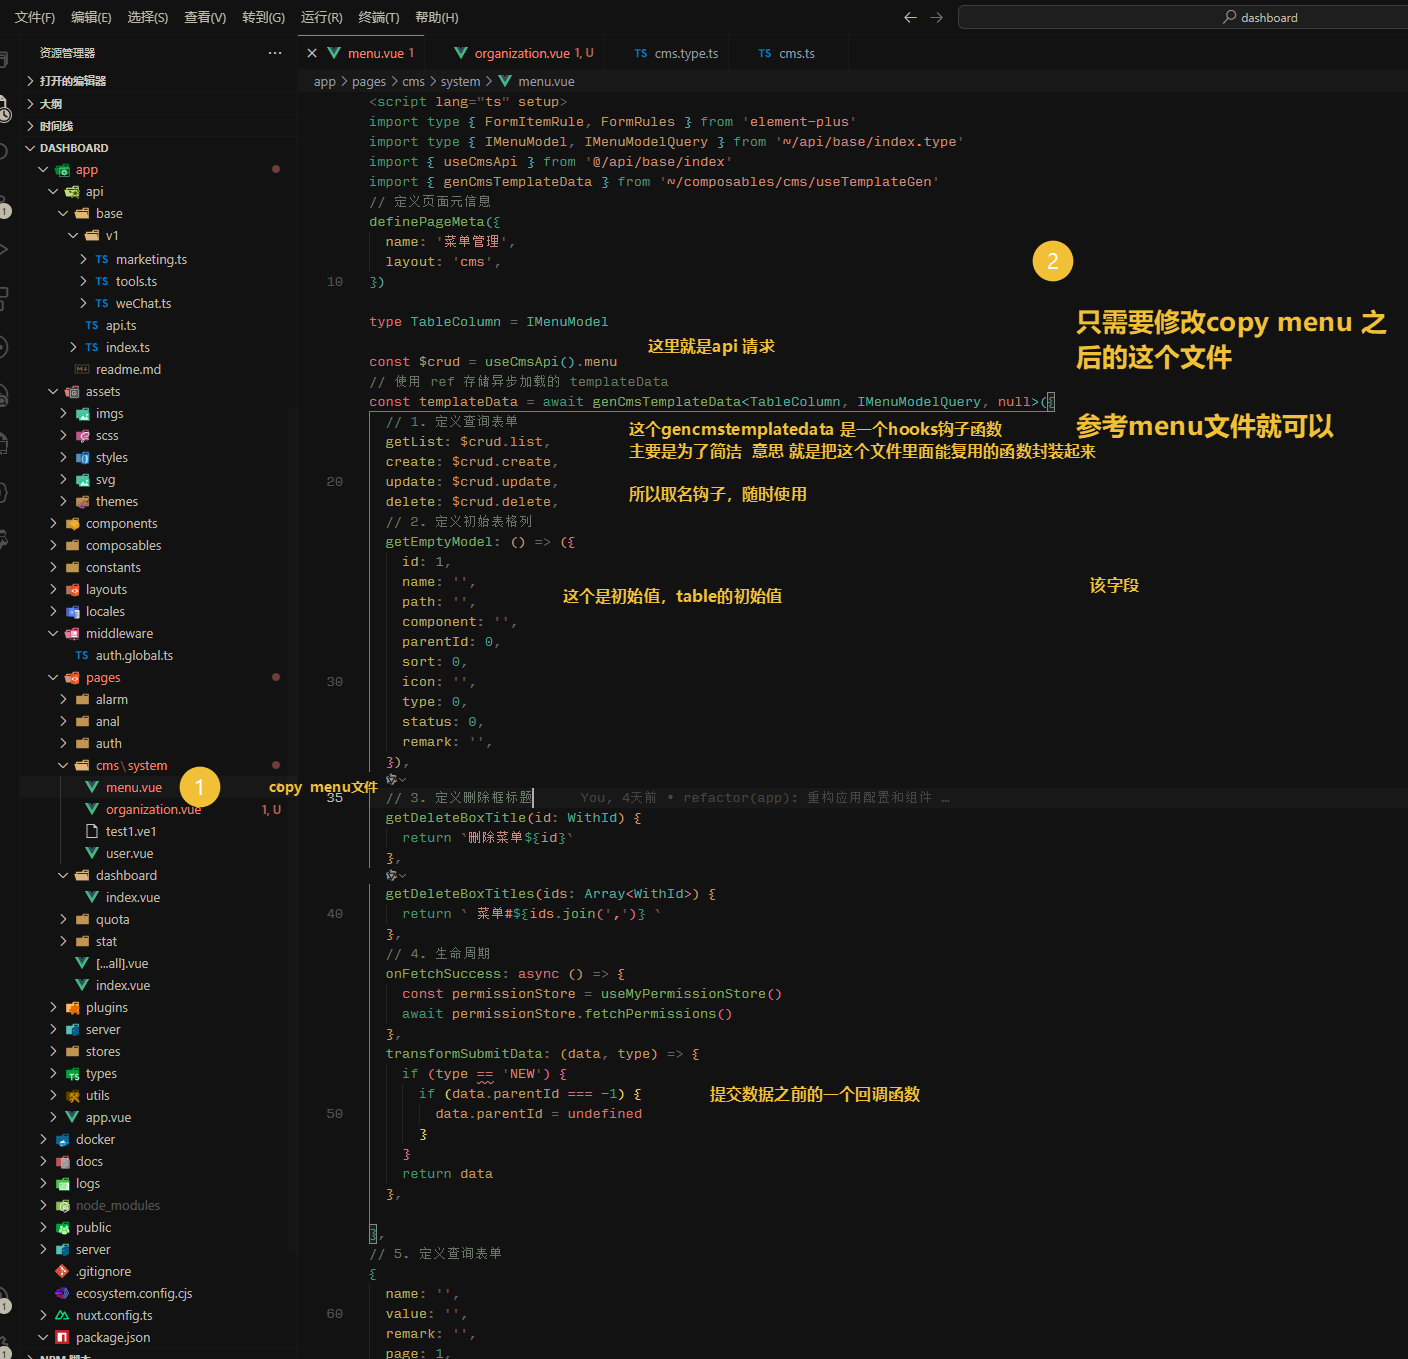 文件(F) 编辑(E) 选择(S) 查看(V) 转到(G) 运行(R) 终端(T) 帮助(H)
dashboard
资源管理器
打开的编辑器
大纲
时间线
DASHBOARD
app
api
base
v1
marketing.ts
tools.ts
weChat.ts
api.ts
index.ts
readme.md
assets
imgs
scss
styles
svg
themes
components
composables
constants
layouts
locales
middleware
auth.global.ts
pages
alarm
anal
auth
cms\system
menu.vue
organization.vue 1, U
test1.ve1
user.vue
dashboard
index.vue
quota
stat
[...all].vue
index.vue
plugins
server
stores
types
utils
app.vue
docker
docs
logs
node_modules
public
server
.gitignore
ecosystem.config.cjs
nuxt.config.ts
package.json
1
copy menu文件
menu.vue 1
organization.vue 1, U
cms.type.ts
cms.ts
app > pages > cms > system > menu.vue
<script lang="ts" setup>
import type { FormItemRule, FormRules } from 'element-plus'
import type { IMenuModel, IMenuModelQuery } from '~/api/base/index.type'
import { useCmsApi } from '@/api/base/index'
import { genCmsTemplateData } from '~/composables/cms/useTemplateGen'
// 定义页面元信息
definePageMeta({
name: '菜单管理',
layout: 'cms',
10 })
type TableColumn = IMenuModel
这里就是api 请求
const $crud = useCmsApi().menu
// 使用 ref 存储异步加载的 templateData
const templateData = await genCmsTemplateData<TableColumn, IMenuModelQuery, null>({
// 1. 定义查询表单
getList: $crud.list,
create: $crud.create,
20 update: $crud.update,
delete: $crud.delete,
这个gencmstemplatedata 是一个hooks钩子函数
主要是为了简洁 意思 就是把这个文件里面能复用的函数封装起来
所以取名钩子，随时使用
// 2. 定义初始表格列
getEmptyModel: () => ({
id: 1,
name: '',
path: '',
这个是初始值，table的初始值
该字段
component: '',
parentId: 0,
sort: 0,
30 icon: '',
type: 0,
status: 0,
remark: '',
}),
35 // 3. 定义删除框标题 You, 4天前 • refactor(app): 重构应用配置和组件 …
getDeleteBoxTitle(id: WithId) {
return `删除菜单${id}`
},
getDeleteBoxTitles(ids: Array<WithId>) {
40 return ` 菜单#${ids.join(',')} `
},
// 4. 生命周期
onFetchSuccess: async () => {
const permissionStore = useMyPermissionStore()
await permissionStore.fetchPermissions()
},
transformSubmitData: (data, type) => {
if (type == 'NEW') {
if (data.parentId === -1) {
提交数据之前的一个回调函数
50 data.parentId = undefined
}
}
return data
},
},
// 5. 定义查询表单
{
name: '',
60 value: '',
remark: '',
page: 1,
2
只需要修改copy menu 之
后的这个文件
参考menu文件就可以